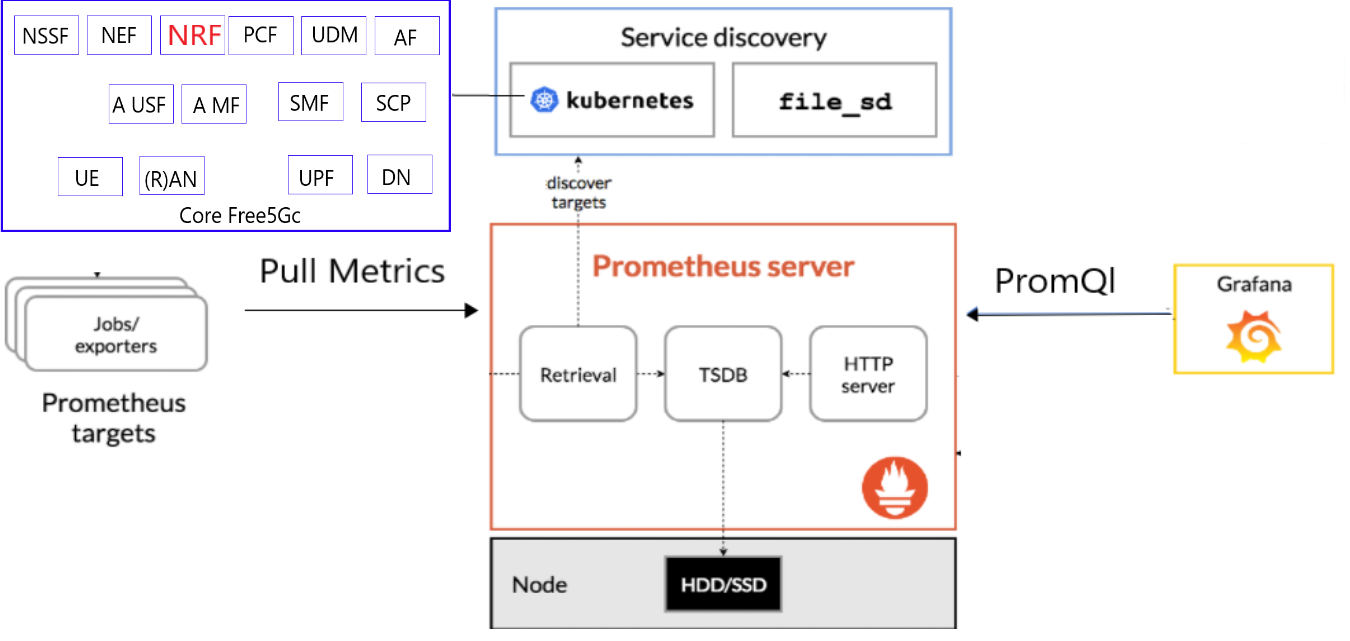 NSSF NEF NRF PCF UDM AF
A USF A MF SMF SCP
UE (R)AN UPF DN
Core Free5Gc
Service discovery
kubernetes file_sd
discover
targets
Pull Metrics
Jobs/
exporters
Prometheus
targets
Prometheus server
Retrieval TSDB HTTP
server
Node HDD/SSD
PromQl
Grafana